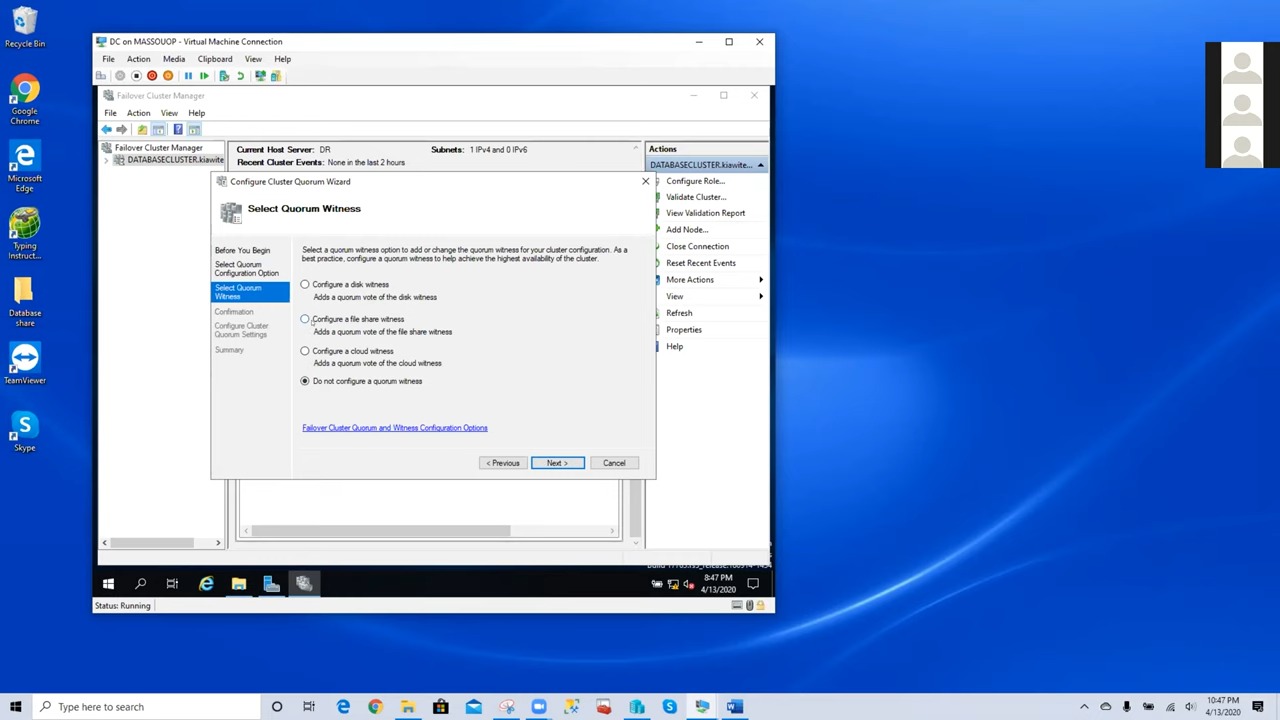 Recycle Bin
Google
Chrome
Microsoft
Edge
Typing
Instruct...
Database
share
TeamViewer
Skype
DC on MASSOUOP - Virtual Machine Connection
File Action Media Clipboard View Help
Failover Cluster Manager
File Action View Help
Failover Cluster Manager
DATABASECLUSTER.kiawite
Current Host Server: DR Subnets: 1 IPv4 and 0 IPv6
Recent Cluster Events: None in the last 2 hours
Configure Cluster Quorum Wizard
Select Quorum Witness
Before You Begin
Select Quorum
Configuration Option
Select Quorum
Witness
Confirmation
Configure Cluster
Quorum Settings
Summary
Select a quorum witness option to add or change the quorum witness for your cluster configuration. As a
best practice, configure a quorum witness to help achieve the highest availability of the cluster.
Configure a disk witness
Adds a quorum vote of the disk witness
Configure a file share witness
Adds a quorum vote of the file share witness
Configure a cloud witness
Adds a quorum vote of the cloud witness
Do not configure a quorum witness
Failover Cluster Quorum and Witness Configuration Options
< Previous Next > Cancel
Actions
DATABASECLUSTER.kiawite...
Configure Role...
Validate Cluster...
View Validation Report
Add Node...
Close Connection
Reset Recent Events
More Actions
View
Refresh
Properties
Help
8:47 PM
4/13/2020
Status: Running
Type here to search
10:47 PM
4/13/2020